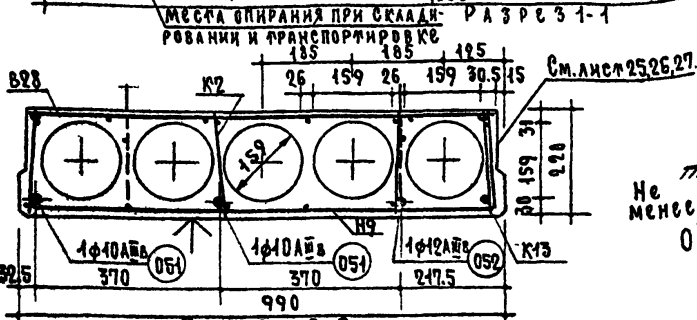 МЕСТА ОПИРАНИЯ ПРИ СКЛАДИ-
РОВАНИИ И ТРАНСПОРТИРОВКЕ
РАЗРЕЗ 1-1
185 185 125
26 159 26 159 30.5 15
См. лист 25,26,27.
В28
К2
159
31
159
30
220
Не
менее
1ф10АIIIв 051
1ф10АIIIв 051
Н9
1ф12АIIIв 052
К13
32.5 370 370 217.5
990